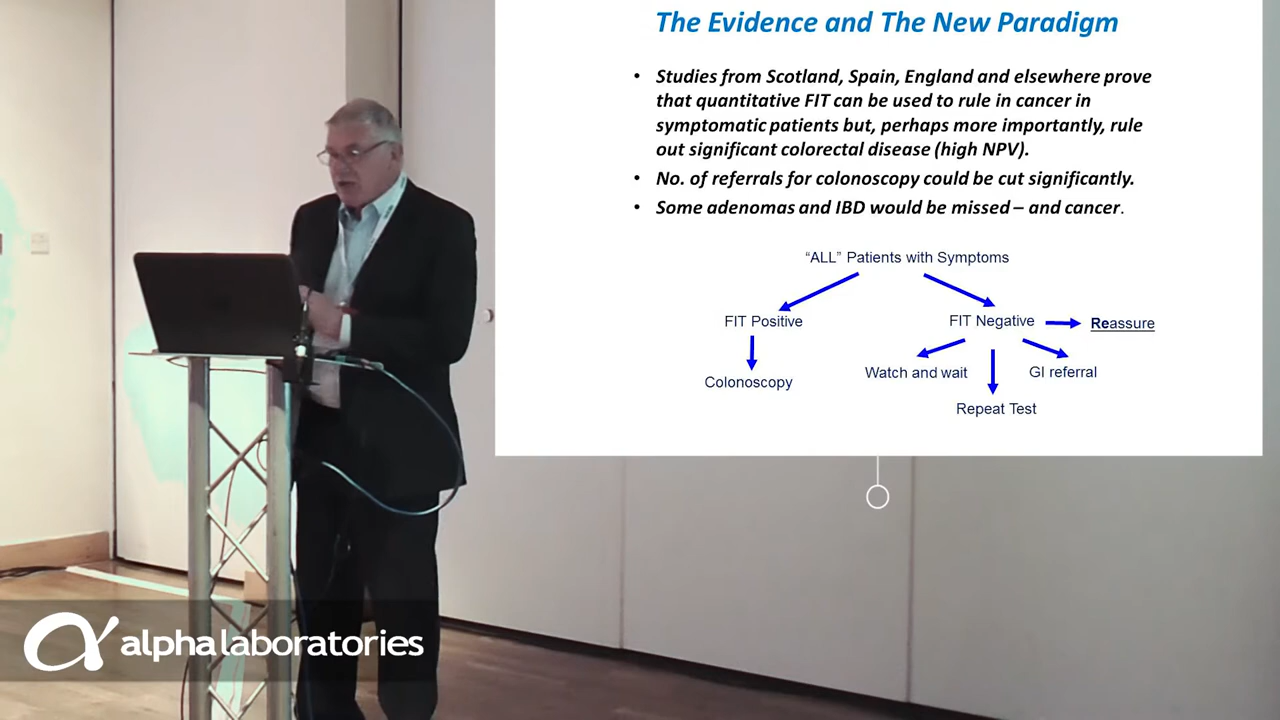 The Evidence and The New Paradigm
• Studies from Scotland, Spain, England and elsewhere prove
that quantitative FIT can be used to rule in cancer in
symptomatic patients but, perhaps more importantly, rule
out significant colorectal disease (high NPV).
• No. of referrals for colonoscopy could be cut significantly.
• Some adenomas and IBD would be missed – and cancer.
“ALL” Patients with Symptoms
FIT Positive
FIT Negative
Reassure
Colonoscopy
Watch and wait
GI referral
Repeat Test
alphalaboratories